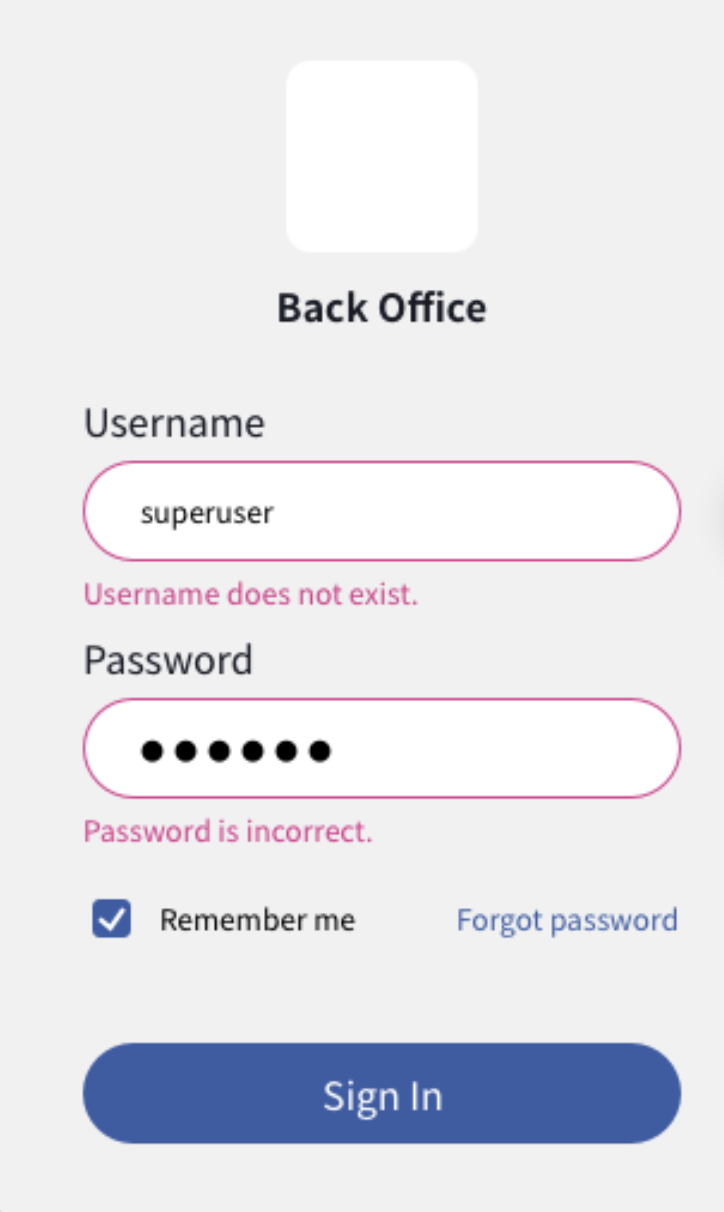 Back Office
Username
superuser
Username does not exist.
Password
Password is incorrect.
Remember me Forgot password
Sign In